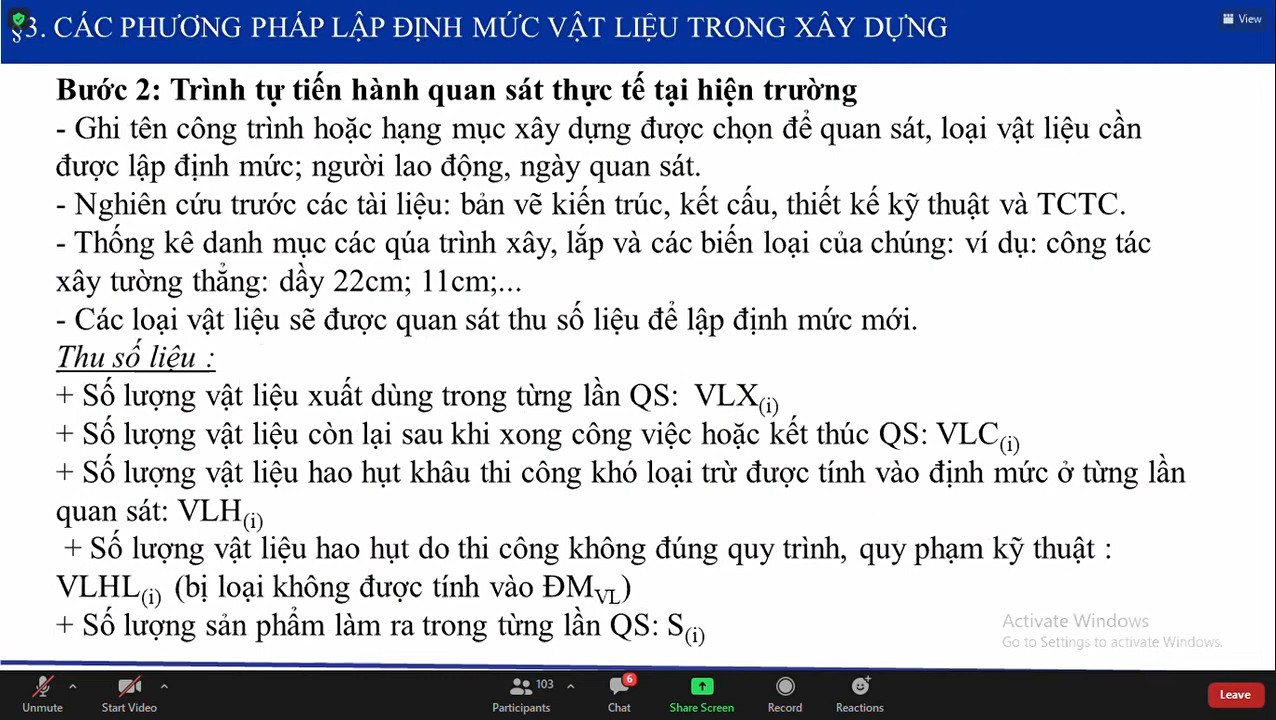 §3. CÁC PHƯƠNG PHÁP LẬP ĐỊNH MỨC VẬT LIỆU TRONG XÂY DỰNG
View
Bước 2: Trình tự tiến hành quan sát thực tế tại hiện trường
- Ghi tên công trình hoặc hạng mục xây dựng được chọn để quan sát, loại vật liệu cần
được lập định mức; người lao động, ngày quan sát.
- Nghiên cứu trước các tài liệu: bản vẽ kiến trúc, kết cấu, thiết kế kỹ thuật và TCTC.
- Thống kê danh mục các qúa trình xây, lắp và các biến loại của chúng: ví dụ: công tác
xây tường thẳng: dầy 22cm; 11cm;...
- Các loại vật liệu sẽ được quan sát thu số liệu để lập định mức mới.
Thu số liệu :
+ Số lượng vật liệu xuất dùng trong từng lần QS: VLX(i)
+ Số lượng vật liệu còn lại sau khi xong công việc hoặc kết thúc QS: VLC(i)
+ Số lượng vật liệu hao hụt khâu thi công khó loại trừ được tính vào định mức ở từng lần
quan sát: VLH(i)
+ Số lượng vật liệu hao hụt do thi công không đúng quy trình, quy phạm kỹ thuật :
VLHL(i) (bị loại không được tính vào ĐMVL)
+ Số lượng sản phẩm làm ra trong từng lần QS: S(i)
Activate Windows
Go to Settings to activate Windows.
103
6
Unmute
Start Video
Participants
Chat
Share Screen
Record
Reactions
Leave